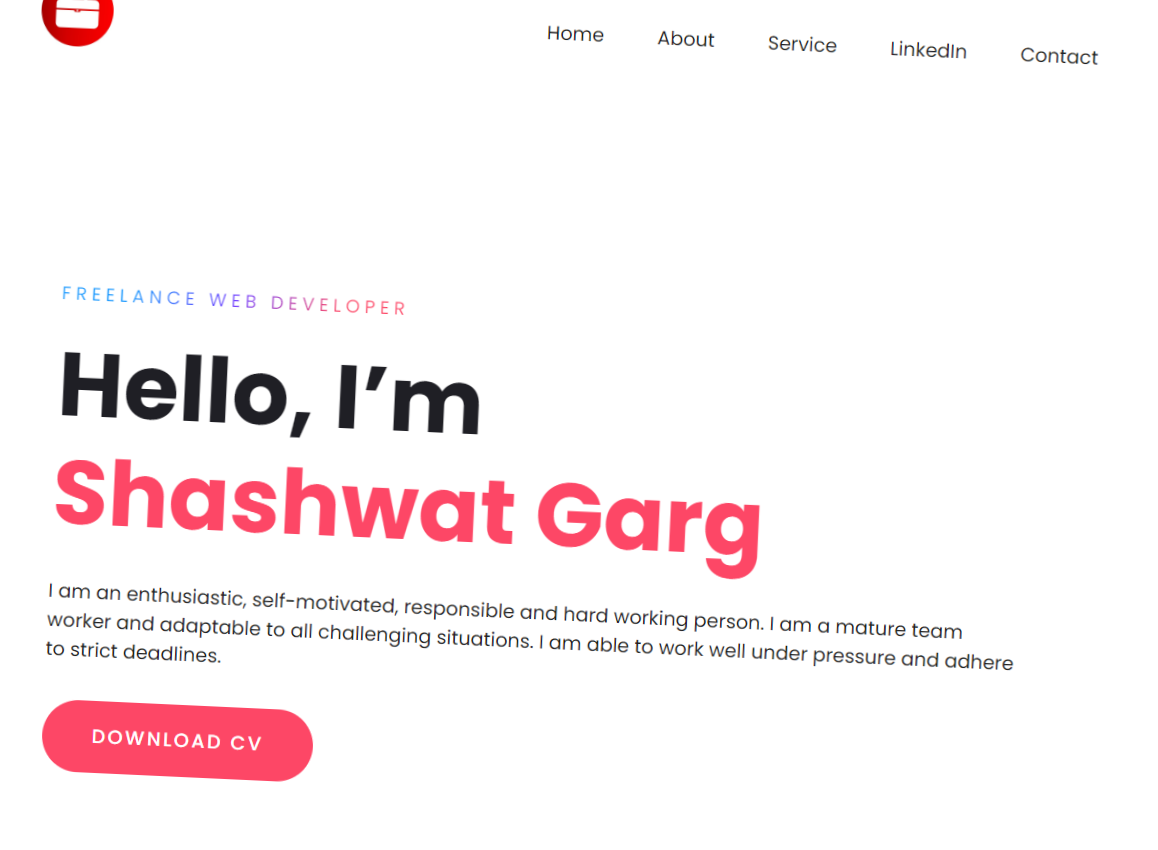 Home About Service LinkedIn Contact
FREELANCE WEB DEVELOPER
Hello, I’m
Shashwat Garg
I am an enthusiastic, self-motivated, responsible and hard working person. I am a mature team
worker and adaptable to all challenging situations. I am able to work well under pressure and adhere
to strict deadlines.
DOWNLOAD CV